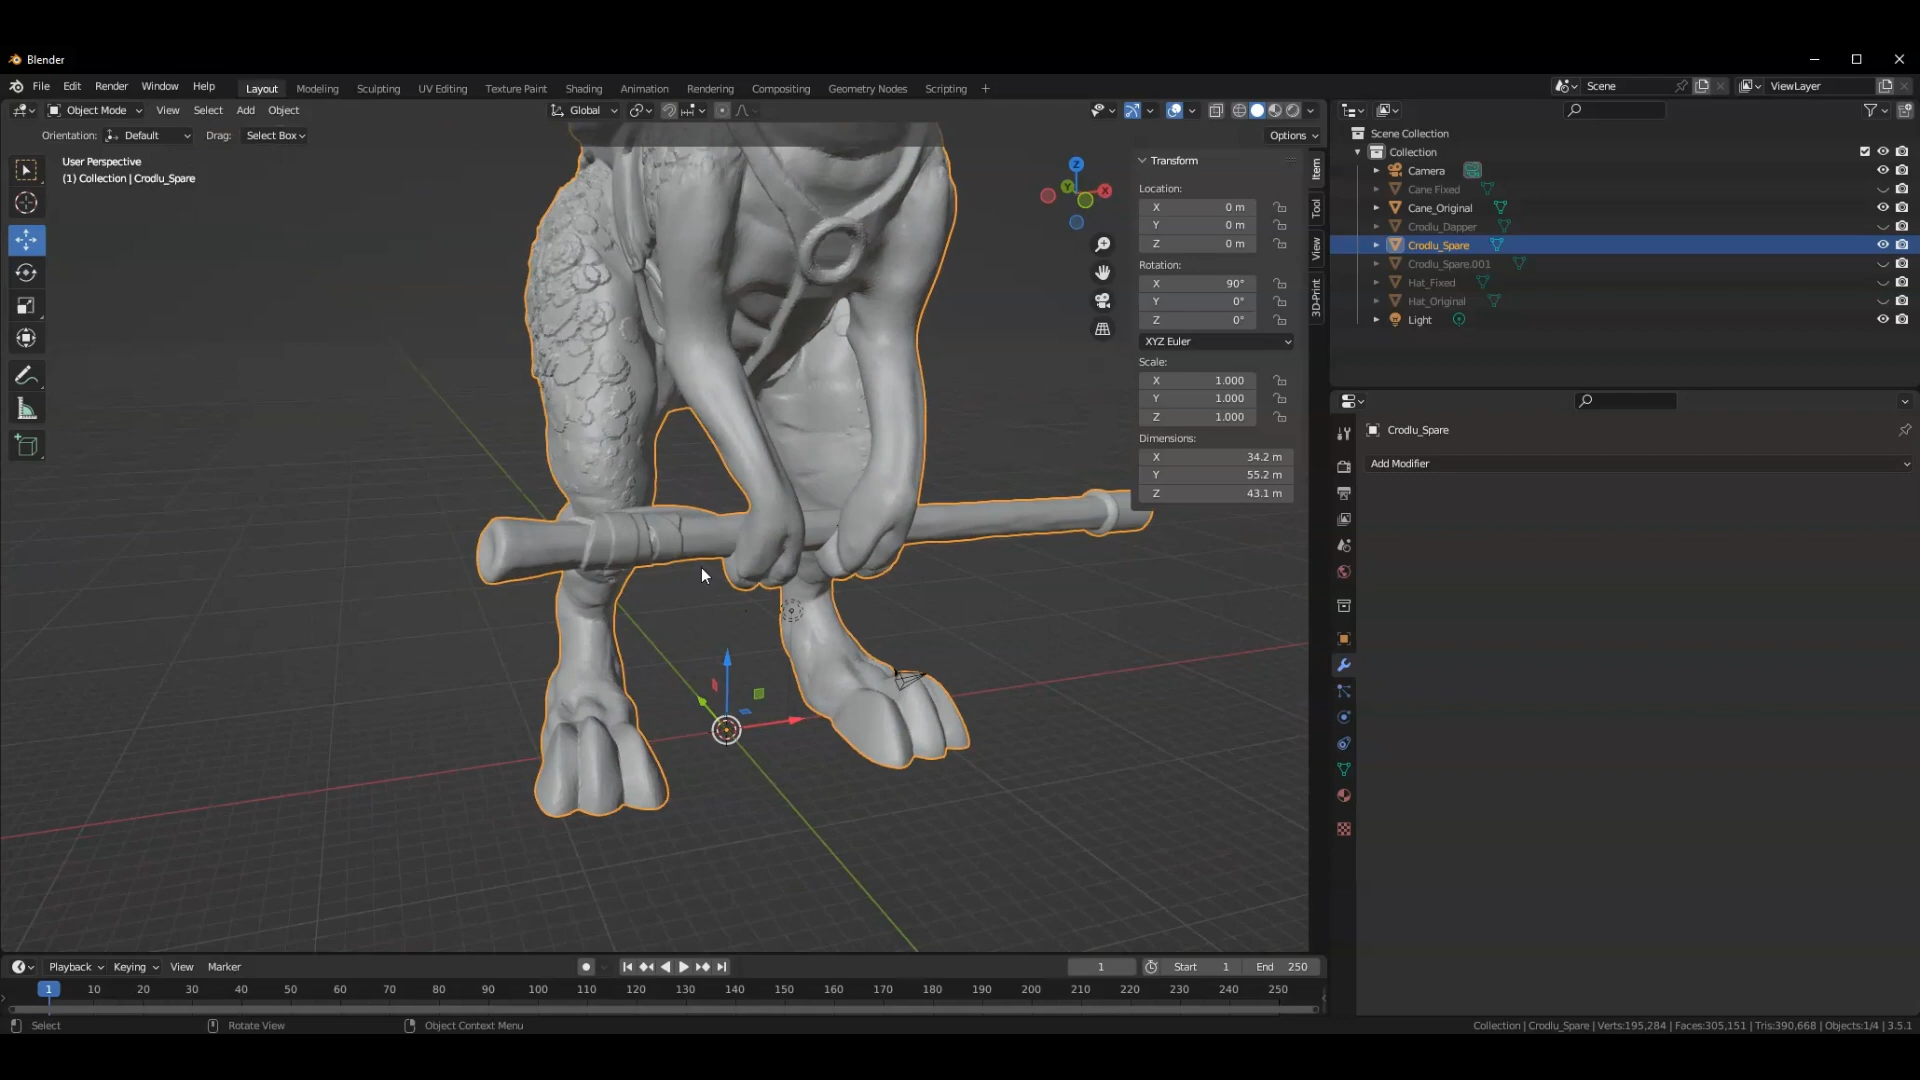 Blender
File Edit Render Window Help Layout Modeling Sculpting UV Editing Texture Paint Shading Animation Rendering Compositing Geometry Nodes Scripting + Scene ViewLayer
Object Mode View Select Add Object Global
Orientation: Default Drag: Select Box Options
User Perspective
(1) Collection | Crodlu_Spare
Transform
Location:
X 0 m
Y 0 m
Z 0 m
Rotation:
X 90°
Y 0°
Z 0°
XYZ Euler
Scale:
X 1.000
Y 1.000
Z 1.000
Dimensions:
X 34.2 m
Y 55.2 m
Z 43.1 m
Item
Tool
View
3D-Print
Z
Y
X
Scene Collection
Collection
Camera
Cane Fixed
Cane_Original
Crodlu_Dapper
Crodlu_Spare
Crodlu_Spare.001
Hat_Fixed
Hat_Original
Light
Crodlu_Spare
Add Modifier
Playback Keying View Marker 1 Start 1 End 250
1 10 20 30 40 50 60 70 80 90 100 110 120 130 140 150 160 170 180 190 200 210 220 230 240 250
Select Rotate View Object Context Menu Collection | Crodlu_Spare | Verts:195,284 | Faces:305,151 | Tris:390,668 | Objects:1/4 | 3.5.1